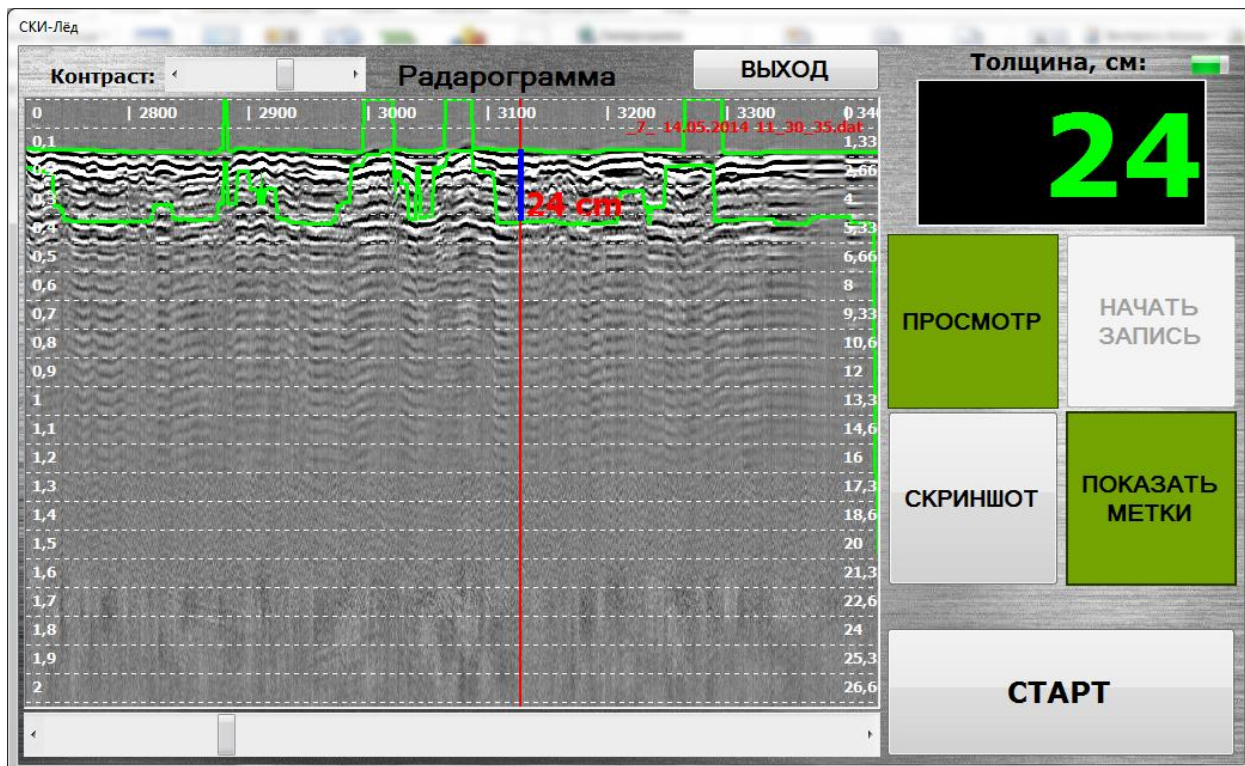 СКИ-Лёд
Контраст:
Радарограмма
ВЫХОД
Толщина, см:
24
0 | 2800 | 2900 | 3000 | 3100 | 3200 | 3300
_7_ 14.05.2014 11_30_35.dat
0,1 1,33
2,66
4
24 cm
0,4 5,33
0,5 6,66
0,6 8
0,7 9,33
0,8 10,6
0,9 12
1 13,3
1,1 14,6
1,2 16
1,3 17,3
1,4 18,6
1,5 20
1,6 21,3
1,7 22,6
1,8 24
1,9 25,3
2 26,6
ПРОСМОТР
НАЧАТЬ
ЗАПИСЬ
СКРИНШОТ
ПОКАЗАТЬ
МЕТКИ
СТАРТ